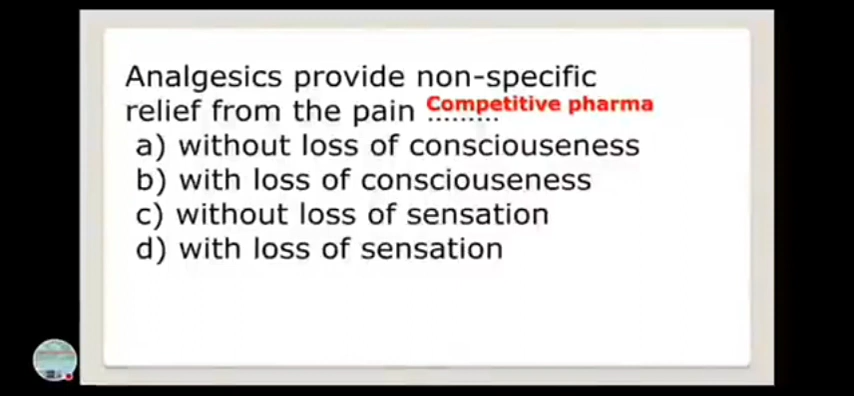 Analgesics provide non-specific
relief from the pain .........
Competitive pharma
a) without loss of consciouseness
b) with loss of consciouseness
c) without loss of sensation
d) with loss of sensation